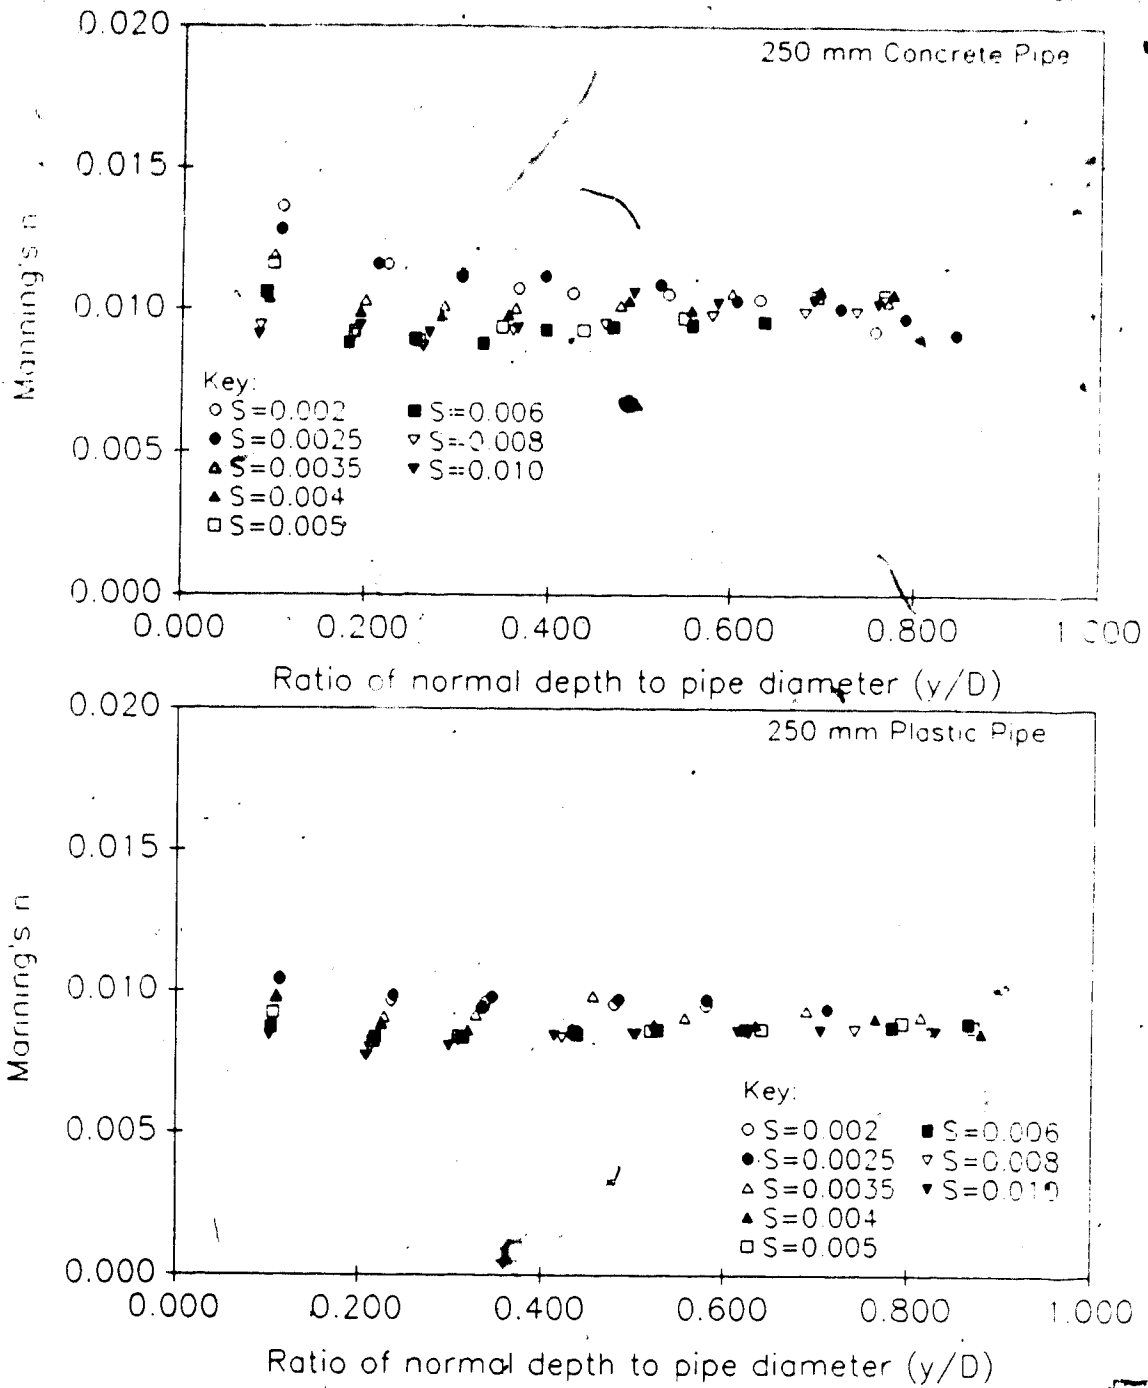 0.020
250 mm Concrete Pipe
0.015
0.010
0.005
0.000
Manning's n
Key:
S=0.002
S=0.0025
S=0.0035
S=0.004
S=0.005
S=0.006
S=0.008
S=0.010
0.000 0.200 0.400 0.600 0.800 1.000
Ratio of normal depth to pipe diameter (y/D)
0.020
250 mm Plastic Pipe
0.015
0.010
0.005
0.000
Manning's n
Key:
S=0.002
S=0.0025
S=0.0035
S=0.004
S=0.005
S=0.006
S=0.008
S=0.010
0.000 0.200 0.400 0.600 0.800 1.000
Ratio of normal depth to pipe diameter (y/D)